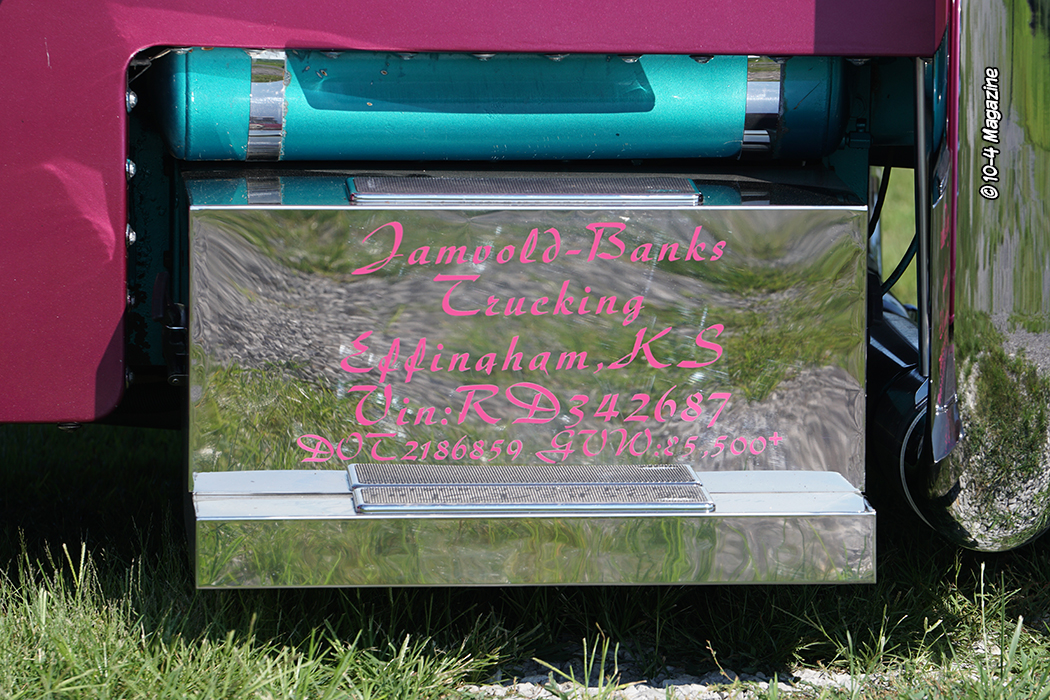 Jamvold-Banks
Trucking
Effingham, KS
Vin: RD342687
DOT2186859 GVW:85,500+
©10-4 Magazine